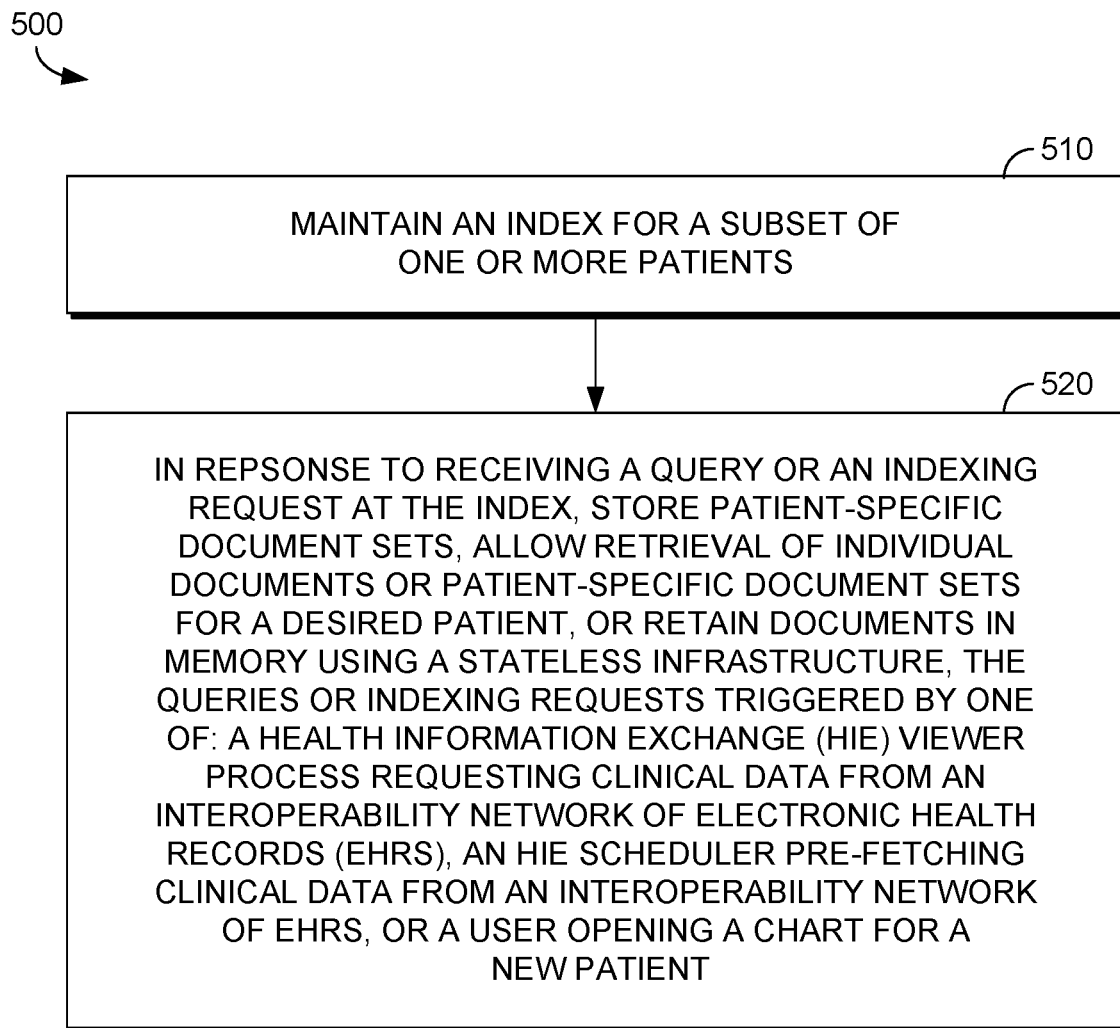 500
510
MAINTAIN AN INDEX FOR A SUBSET OF
ONE OR MORE PATIENTS
520
IN REPSONSE TO RECEIVING A QUERY OR AN INDEXING
REQUEST AT THE INDEX, STORE PATIENT-SPECIFIC
DOCUMENT SETS, ALLOW RETRIEVAL OF INDIVIDUAL
DOCUMENTS OR PATIENT-SPECIFIC DOCUMENT SETS
FOR A DESIRED PATIENT, OR RETAIN DOCUMENTS IN
MEMORY USING A STATELESS INFRASTRUCTURE, THE
QUERIES OR INDEXING REQUESTS TRIGGERED BY ONE
OF: A HEALTH INFORMATION EXCHANGE (HIE) VIEWER
PROCESS REQUESTING CLINICAL DATA FROM AN
INTEROPERABILITY NETWORK OF ELECTRONIC HEALTH
RECORDS (EHRS), AN HIE SCHEDULER PRE-FETCHING
CLINICAL DATA FROM AN INTEROPERABILITY NETWORK
OF EHRS, OR A USER OPENING A CHART FOR A
NEW PATIENT